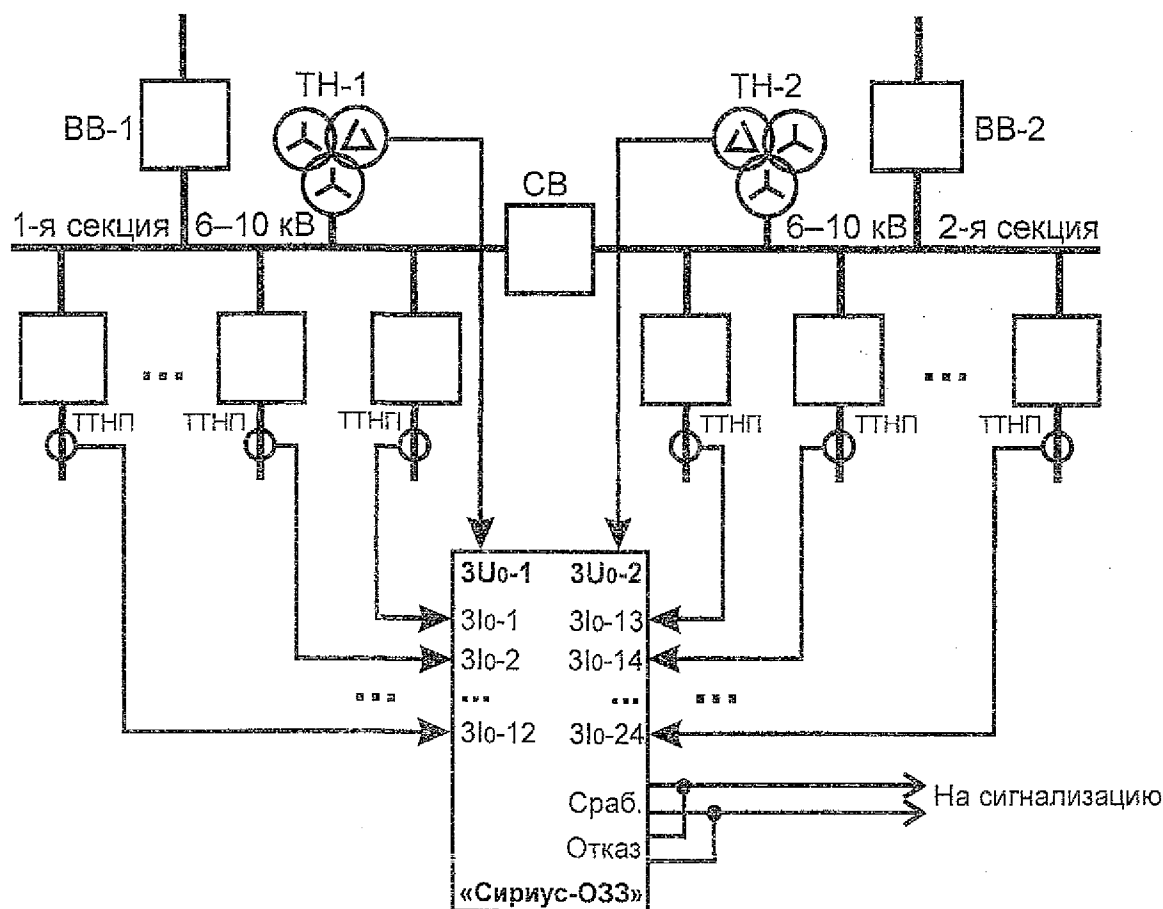 ТН-1 ТН-2
ВВ-1 ВВ-2
СВ
1-я секция 6–10 кВ 6–10 кВ 2-я секция
... ...
ТТНП ТТНП ТТНП ТТНП ТТНП ТТНП
3U0-1 3U0-2
3I0-1 3I0-13
3I0-2 3I0-14
... ... ... ...
3I0-12 3I0-24
Сраб. На сигнализацию
Отказ
«Сириус-ОЗЗ»